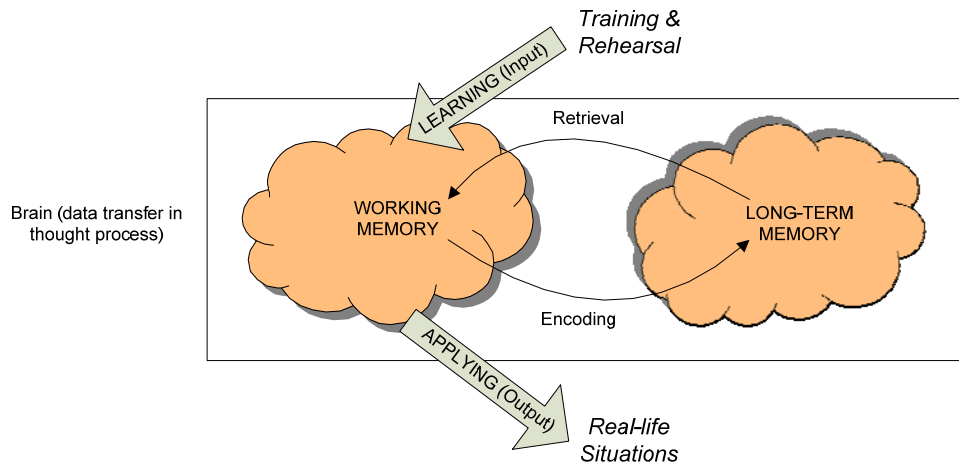 Training &
Rehearsal
LEARNING (Input)
Retrieval
Brain (data transfer in
thought process)
WORKING
MEMORY
LONG-TERM
MEMORY
Encoding
APPLYING (Output)
Real-life
Situations